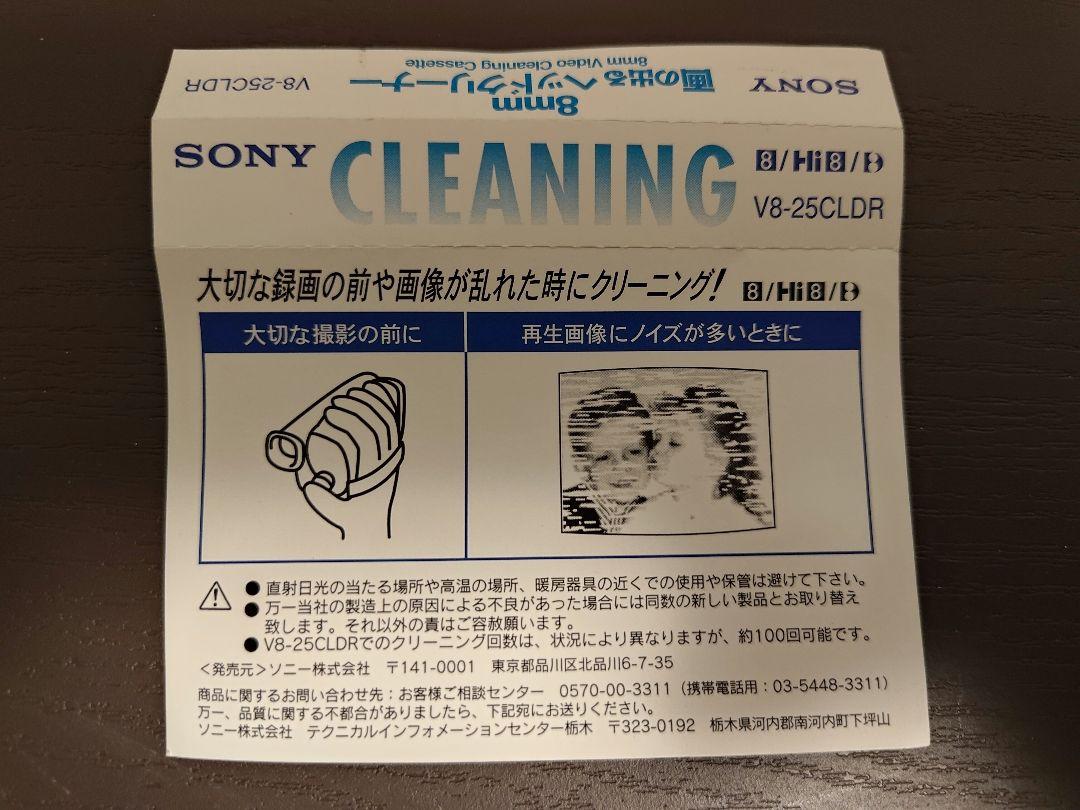 SONY 画の出るヘッドクリーナー V8-25CLDR
8mm Video Cleaning Cassette
8mm
SONY CLEANING 8/Hi8/
V8-25CLDR
大切な録画の前や画像が乱れた時にクリーニング! 8/Hi8/
大切な撮影の前に
再生画像にノイズが多いときに
●直射日光の当たる場所や高温の場所、暖房器具の近くでの使用や保管は避けて下さい。
●万一当社の製造上の原因による不良があった場合には同数の新しい製品とお取り替え
致します。それ以外の責はご容赦願います。
●V8-25CLDRでのクリーニング回数は、状況により異なりますが、約100回可能です。
<発売元>ソニー株式会社 〒141-0001 東京都品川区北品川6-7-35
商品に関するお問い合わせ先:お客様ご相談センター 0570-00-3311(携帯電話用:03-5448-3311)
万一、品質に関する不都合がありましたら、下記宛にお送りください。
ソニー株式会社 テクニカルインフォメーションセンター栃木 〒323-0192 栃木県河内郡南河内町下坪山